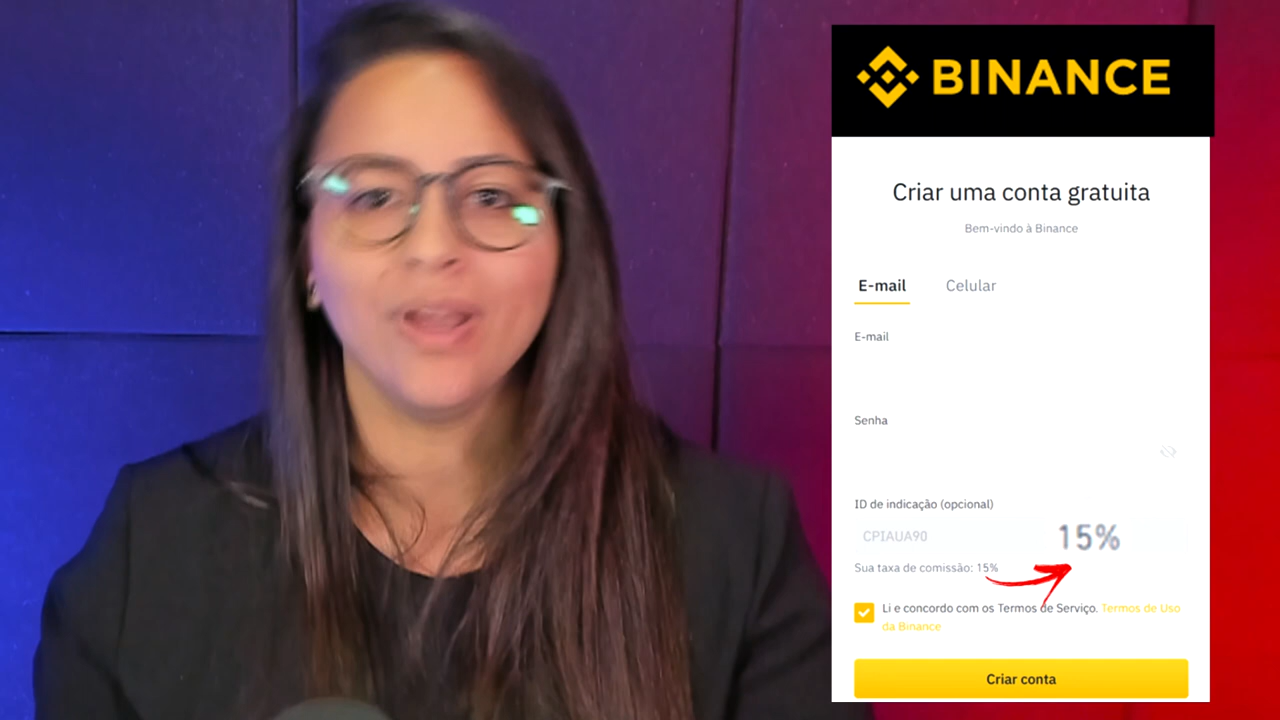 BINANCE
Criar uma conta gratuita
Bem-vindo à Binance
E-mail Celular
E-mail
Senha
ID de indicação (opcional)
CPIAUA90 15%
Sua taxa de comissão: 15%
Li e concordo com os Termos de Serviço. Termos de Uso
da Binance
Criar conta